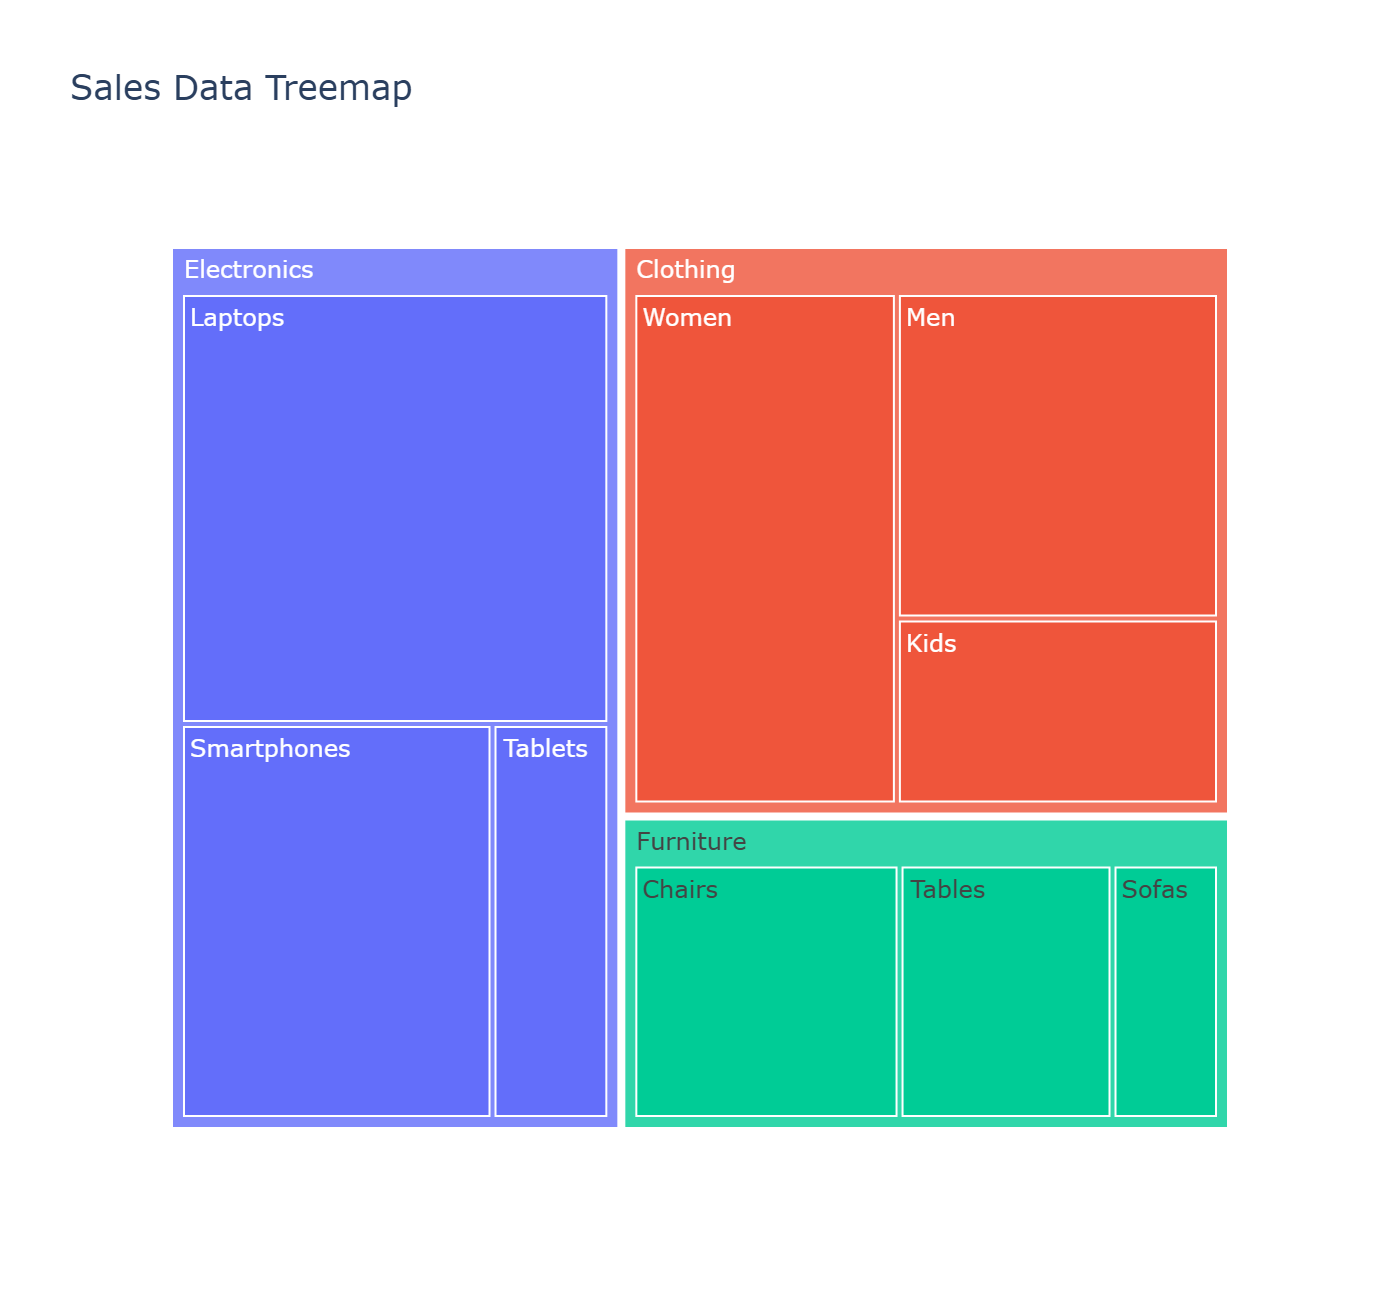 Sales Data Treemap
Electronics
Laptops
Smartphones
Tablets
Clothing
Women
Men
Kids
Furniture
Chairs
Tables
Sofas